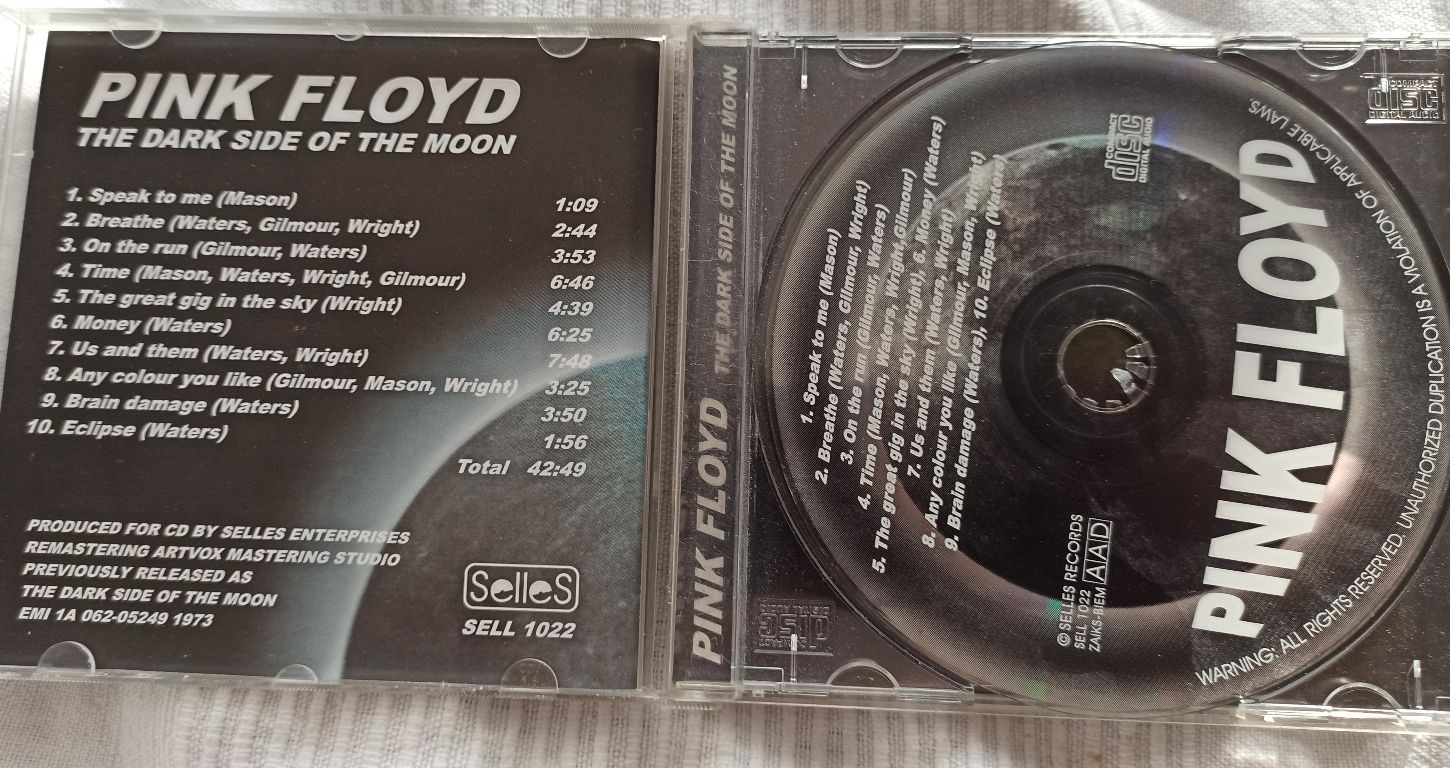 PINK FLOYD
THE DARK SIDE OF THE MOON
1. Speak to me (Mason) 1:09
2. Breathe (Waters, Gilmour, Wright) 2:44
3. On the run (Gilmour, Waters) 3:53
4. Time (Mason, Waters, Wright, Gilmour) 6:46
5. The great gig in the sky (Wright) 4:39
6. Money (Waters) 6:25
7. Us and them (Waters, Wright) 7:48
8. Any colour you like (Gilmour, Mason, Wright) 3:25
9. Brain damage (Waters) 3:50
10. Eclipse (Waters) 1:56
Total 42:49
PRODUCED FOR CD BY SELLES ENTERPRISES
REMASTERING ARTVOX MASTERING STUDIO
PREVIOUSLY RELEASED AS
THE DARK SIDE OF THE MOON
EMI 1A 062-05249 1973
SelleS
SELL 1022
PINK FLOYD THE DARK SIDE OF THE MOON
1. Speak to me (Mason)
2. Breathe (Waters, Gilmour, Wright)
3. On the run (Gilmour, Waters)
4. Time (Mason, Waters, Wright,Gilmour)
5. The great gig in the sky (Wright), 6. Money (Waters)
7. Us and them (Waters, Wright)
8. Any colour you like (Gilmour, Mason, Wright)
9. Brain damage (Waters), 10. Eclipse (Waters)
COMPACT
disc
DIGITAL AUDIO
© SELLES RECORDS
SELL 1022
ZAIKS-BIEM AAD
PINK FLOYD
WARNING: ALL RIGHTS RESERVED. UNAUTHORIZED DUPLICATION IS A VIOLATION OF APPLICABLE LAWS.
COMPACT
disc
DIGITAL AUDIO